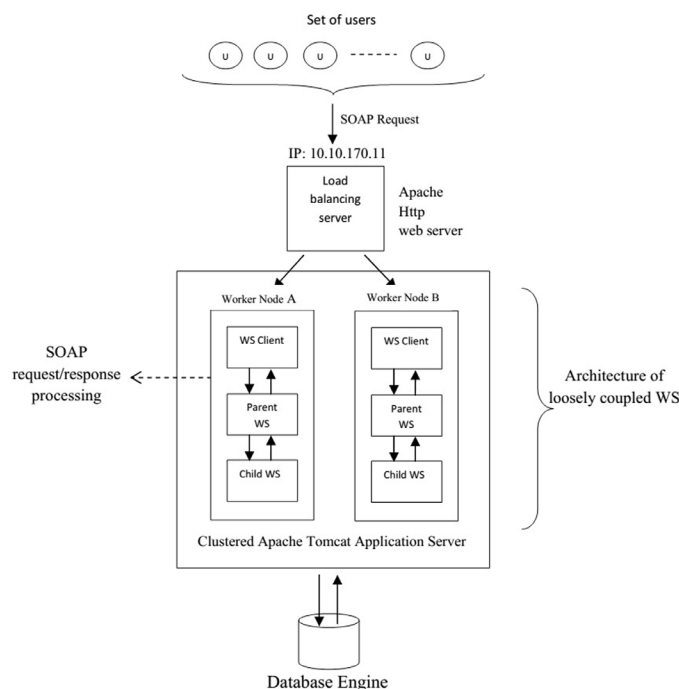 Set of users
U U U U
SOAP Request
IP: 10.10.170.11
Load
balancing
server
Apache
Http
web server
Worker Node A
Worker Node B
WS Client
WS Client
SOAP
request/response
processing
Parent
WS
Parent
WS
Architecture of
loosely coupled WS
Child WS
Child WS
Clustered Apache Tomcat Application Server
Database Engine